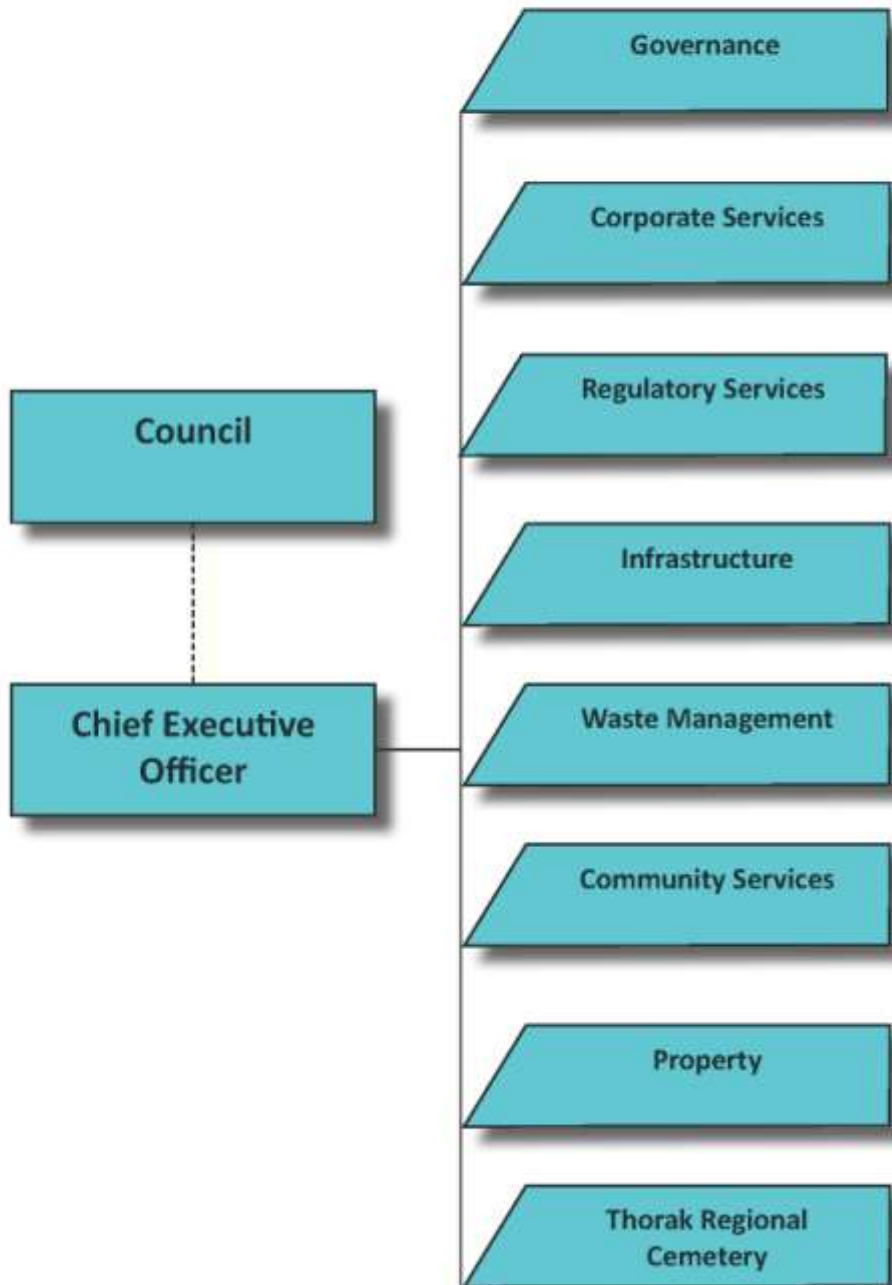 Council
Chief Executive
Officer
Governance
Corporate Services
Regulatory Services
Infrastructure
Waste Management
Community Services
Property
Thorak Regional
Cemetery